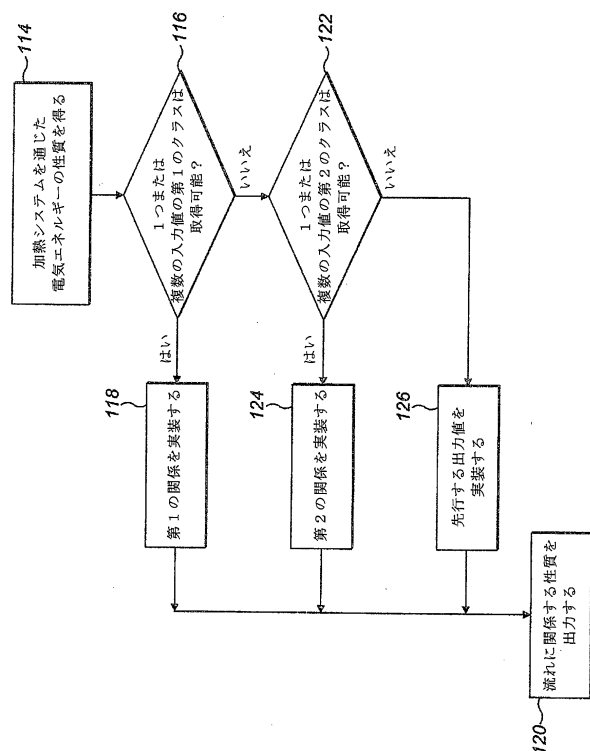 114
加熱システムを通じた
電気エネルギーの性質を得る
116
1つまたは
複数の入力値の第1のクラスは
取得可能？
はい
いいえ
118
第1の関係を実装する
122
1つまたは
複数の入力値の第2のクラスは
取得可能？
はい
いいえ
124
第2の関係を実装する
126
先行する出力値を
実装する
120
流れに関係する性質を
出力する